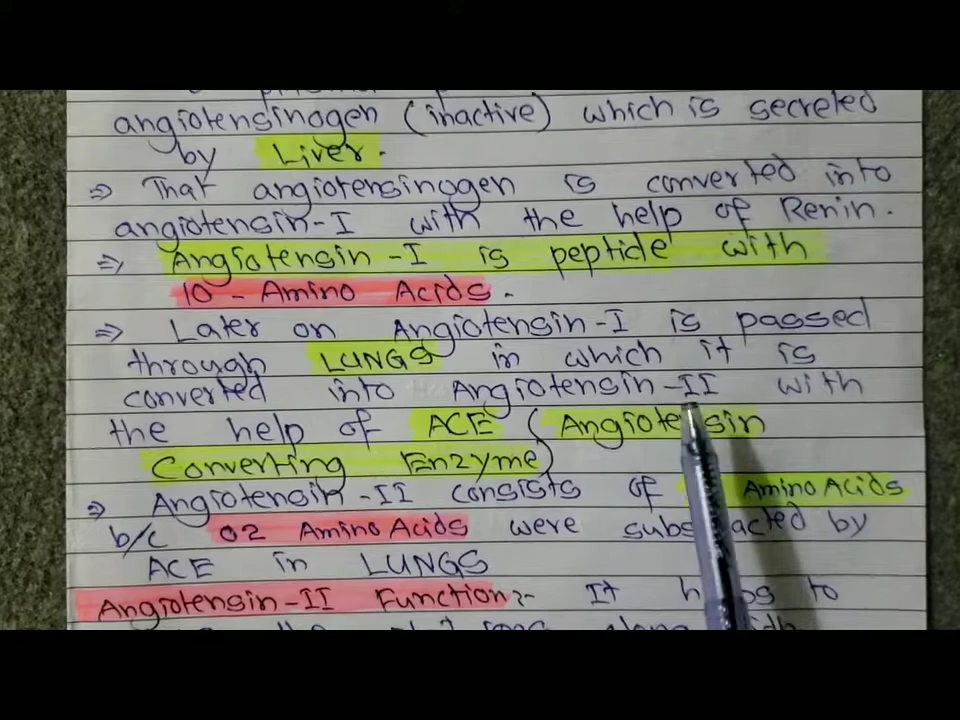 angiotensinogen (inactive) which is secreted
by Liver.
⇒ That angiotensinogen is converted into
angiotensin-I with the help of Renin.
⇒ Angiotensin-I is peptide with
10-Amino Acids.
⇒ Later on Angiotensin-I is passed
through LUNGS in which it is
converted into Angiotensin-II with
the help of ACE (Angiotensin
Converting Enzyme)
⇒ Angiotensin-II consists of Amino Acids
b/c 02 Amino Acids were by
ACE in LUNGS
Angiotensin-II Function:- It to